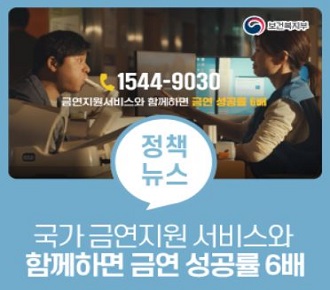 보건복지부
1544-9030
금연지원서비스와 함께하면 금연 성공률 6배
정책
뉴스
국가 금연지원 서비스와
함께하면 금연 성공률 6배